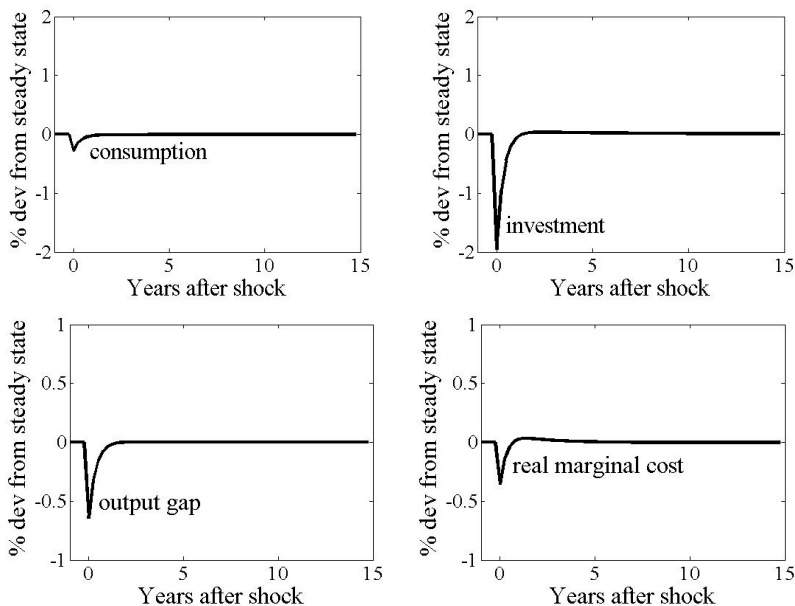 % dev from steady state
2
1
0
-1
-2
consumption
0 5 10 15
Years after shock
% dev from steady state
2
1
0
-1
-2
investment
0 5 10 15
Years after shock
% dev from steady state
1
0.5
0
-0.5
-1
output gap
0 5 10 15
Years after shock
% dev from steady state
1
0.5
0
-0.5
-1
real marginal cost
0 5 10 15
Years after shock